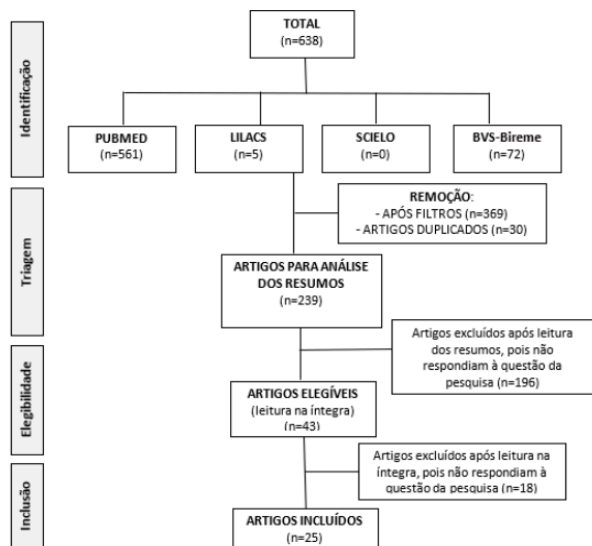 Identificação
TOTAL
(n=638)
PUBMED
(n=561)
LILACS
(n=5)
SCIELO
(n=0)
BVS-Bireme
(n=72)
Triagem
REMOÇÃO:
- APÓS FILTROS (n=369)
- ARTIGOS DUPLICADOS (n=30)
ARTIGOS PARA ANÁLISE
DOS RESUMOS
(n=239)
Elegibilidade
Artigos excluídos após leitura
dos resumos, pois não
respondiam à questão da
pesquisa (n=196)
ARTIGOS ELEGÍVEIS
(leitura na íntegra)
(n=43)
Inclusão
Artigos excluídos após leitura na
íntegra, pois não respondiam à
questão da pesquisa (n=18)
ARTIGOS INCLUÍDOS
(n=25)